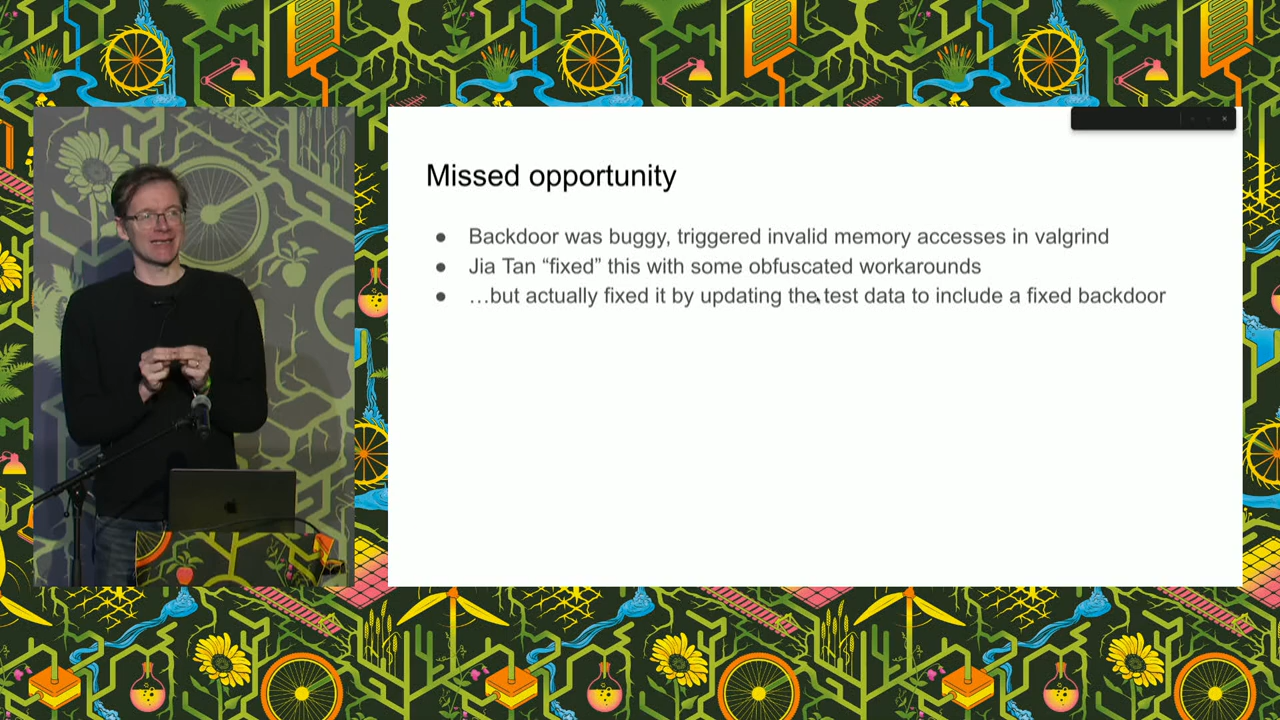 Missed opportunity
● Backdoor was buggy, triggered invalid memory accesses in valgrind
● Jia Tan “fixed” this with some obfuscated workarounds
● …but actually fixed it by updating the test data to include a fixed backdoor